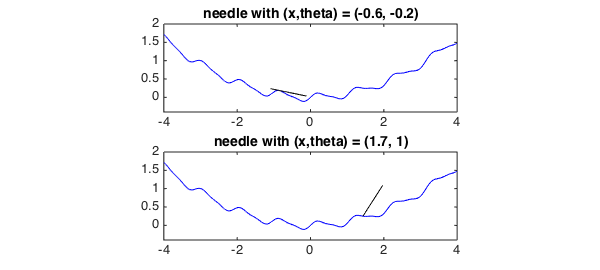 needle with (x,theta) = (-0.6, -0.2)
2
1.5
1
0.5
0
-4 -2 0 2 4
needle with (x,theta) = (1.7, 1)
2
1.5
1
0.5
0
-4 -2 0 2 4